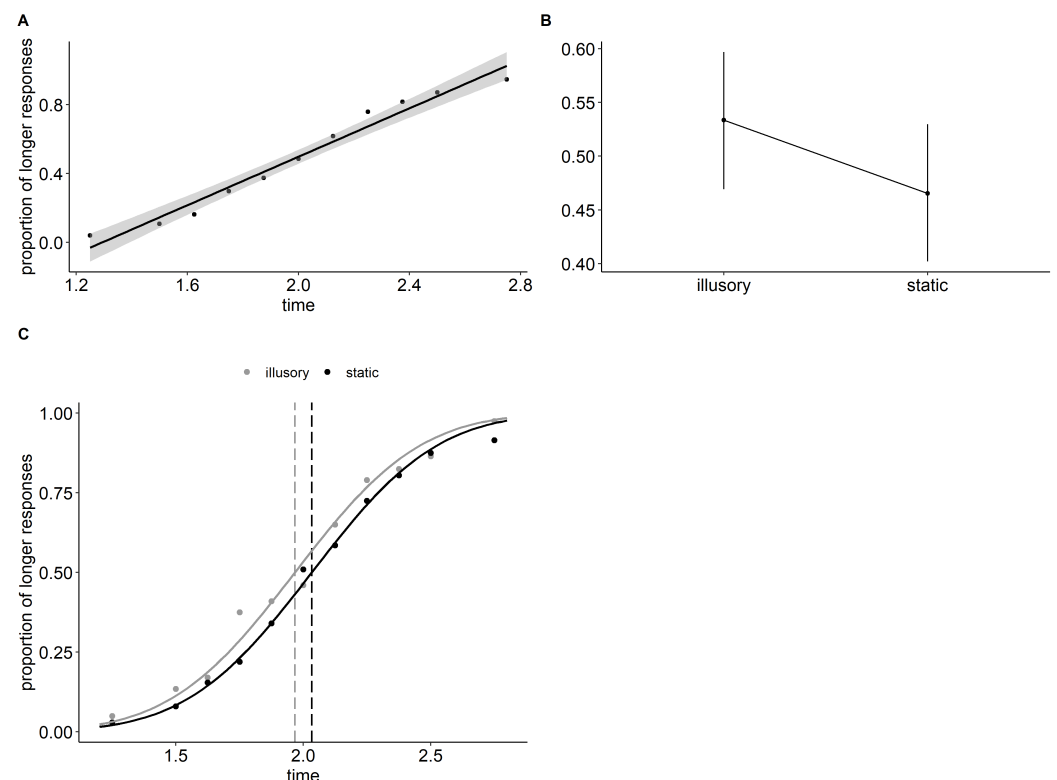 A
proportion of longer responses
0.8
0.4
0.0
1.2 1.6 2.0 2.4 2.8
time
B
0.60
0.55
0.50
0.45
0.40
illusory static
C
illusory static
proportion of longer responses
1.00
0.75
0.50
0.25
0.00
1.5 2.0 2.5
time